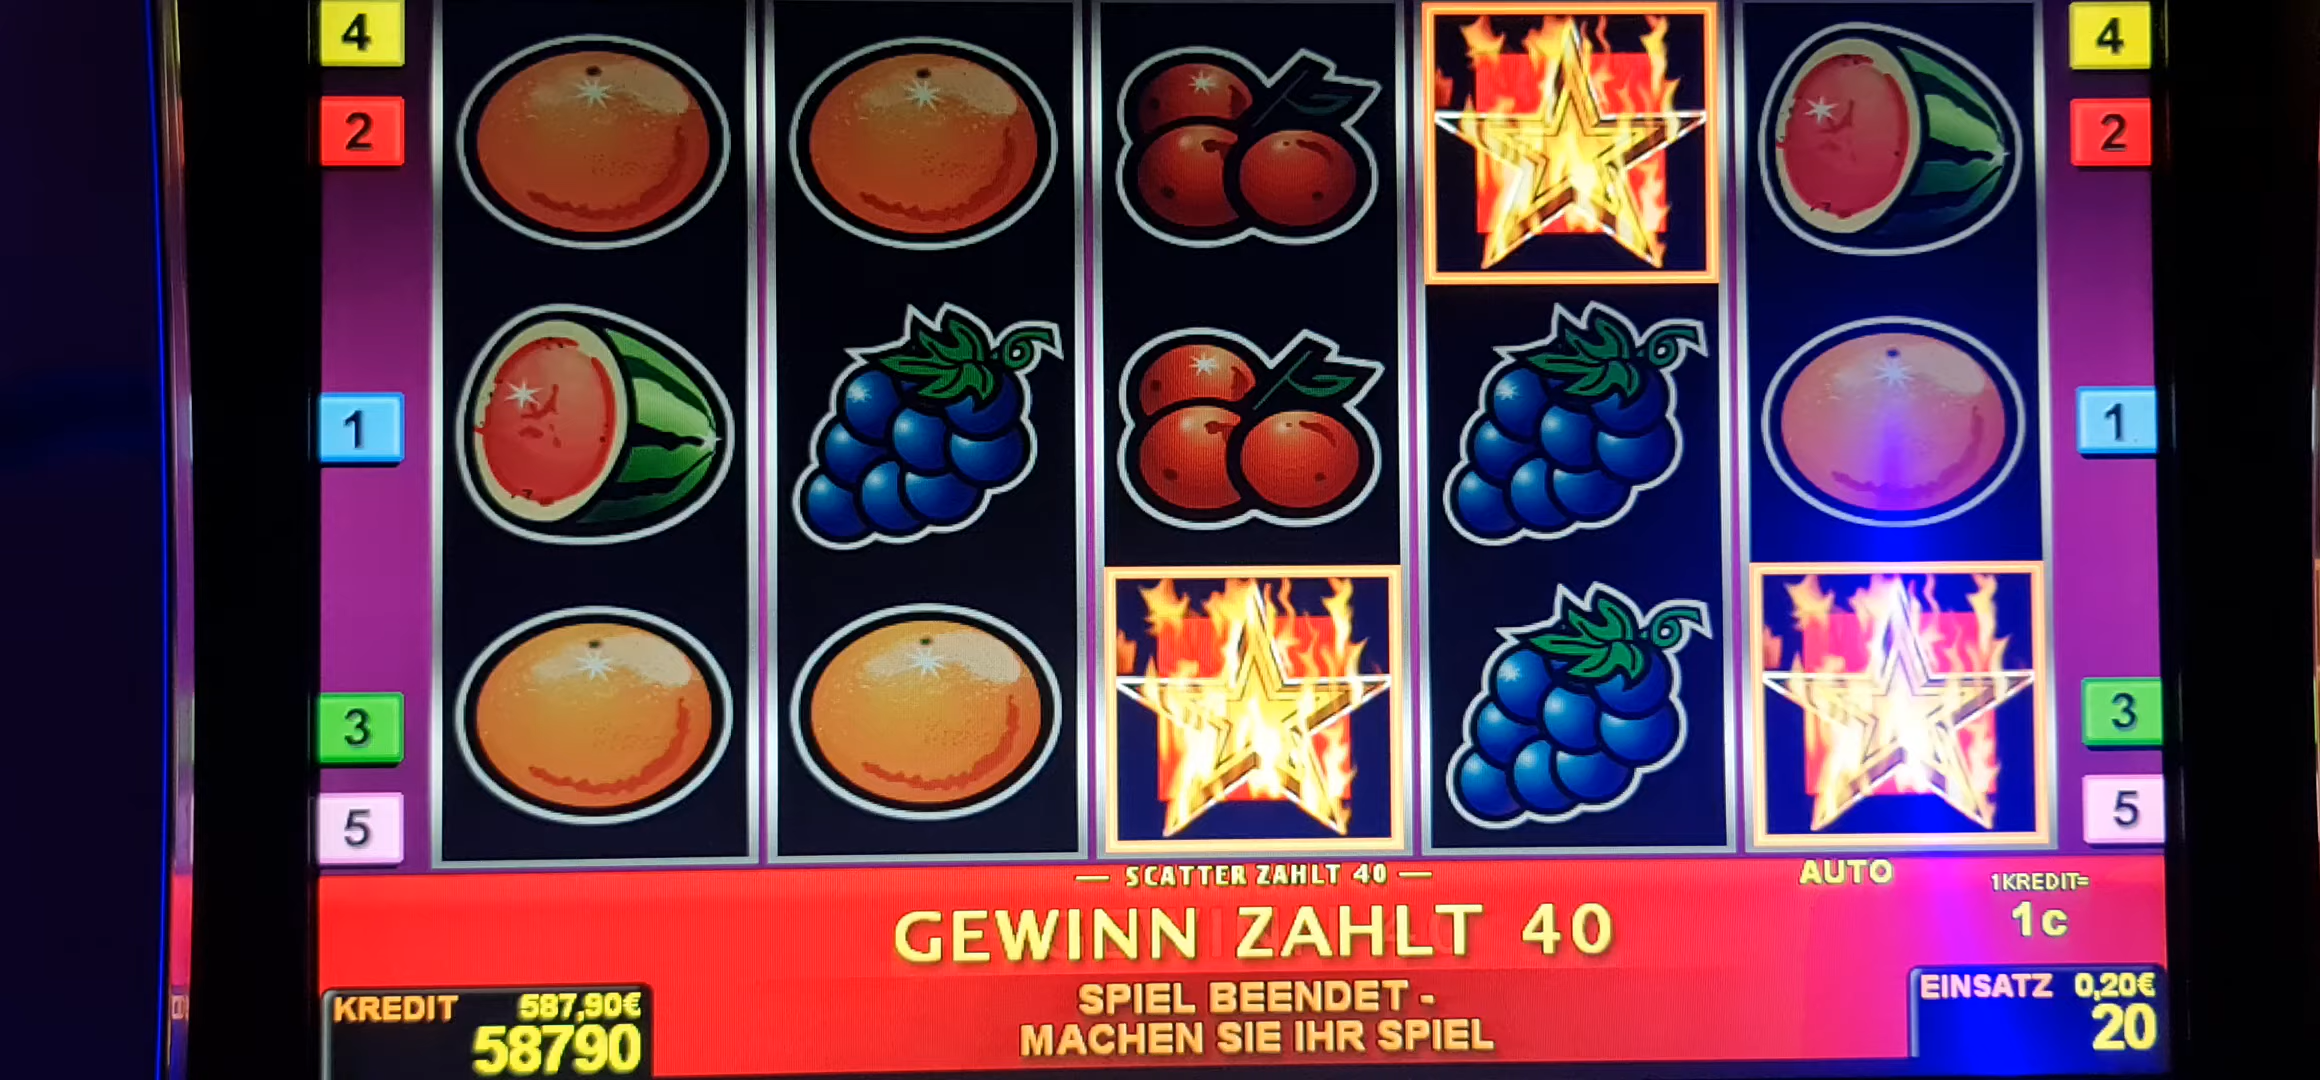 4
4
2
2
1
1
3
3
5
5
— SCATTER ZAHLT 40 —
AUTO
1KREDIT=
1c
GEWINN ZAHLT 40
KREDIT 587,90€
58790
SPIEL BEENDET -
MACHEN SIE IHR SPIEL
EINSATZ 0,20€
20